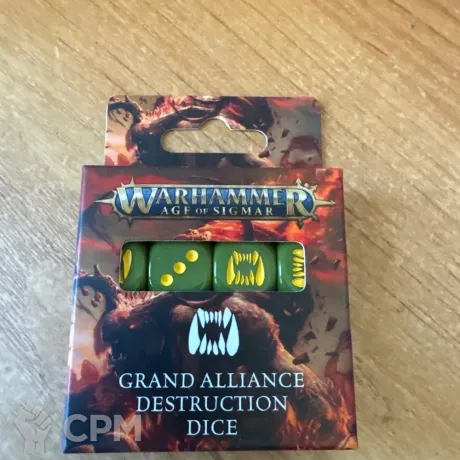 WARHAMMER
AGE OF SIGMAR
GRAND ALLIANCE
DESTRUCTION
DICE
CPM